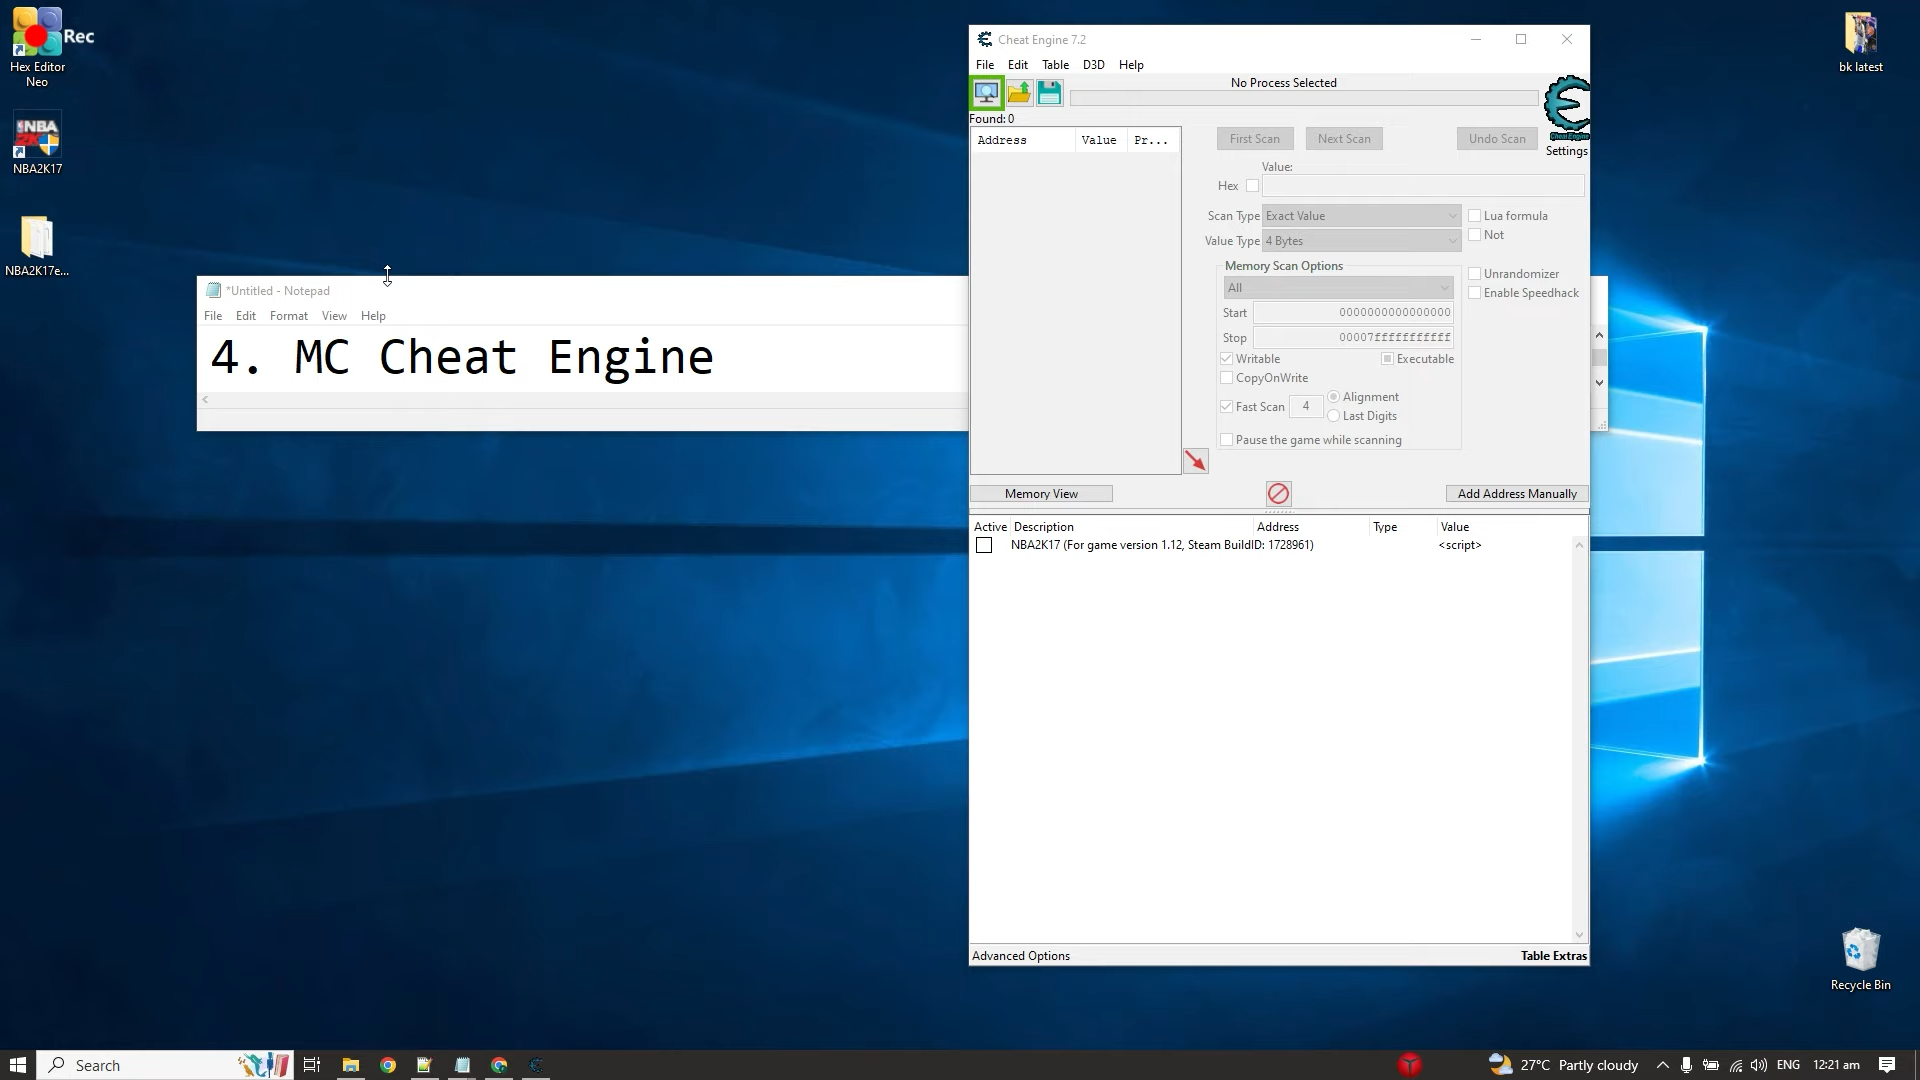 Rec
Hex Editor
Neo
NBA
2K
NBA2K17
NBA2K17e...
*Untitled - Notepad
File Edit Format View Help
4. MC Cheat Engine
Cheat Engine 7.2
File Edit Table D3D Help
No Process Selected
Found: 0
Address Value Pr...
First Scan Next Scan Undo Scan
Cheat Engine
Settings
Value:
Hex
Scan Type Exact Value Lua formula
Value Type 4 Bytes Not
Memory Scan Options
All
Unrandomizer
Enable Speedhack
Start 0000000000000000
Stop 00007fffffffffff
Writable Executable
CopyOnWrite
Fast Scan 4 Alignment
Last Digits
Pause the game while scanning
Memory View Add Address Manually
Active Description Address Type Value
NBA2K17 (For game version 1.12, Steam BuildID: 1728961) <script>
Advanced Options Table Extras
bk latest
Recycle Bin
Search
27°C Partly cloudy ENG 12:21 am